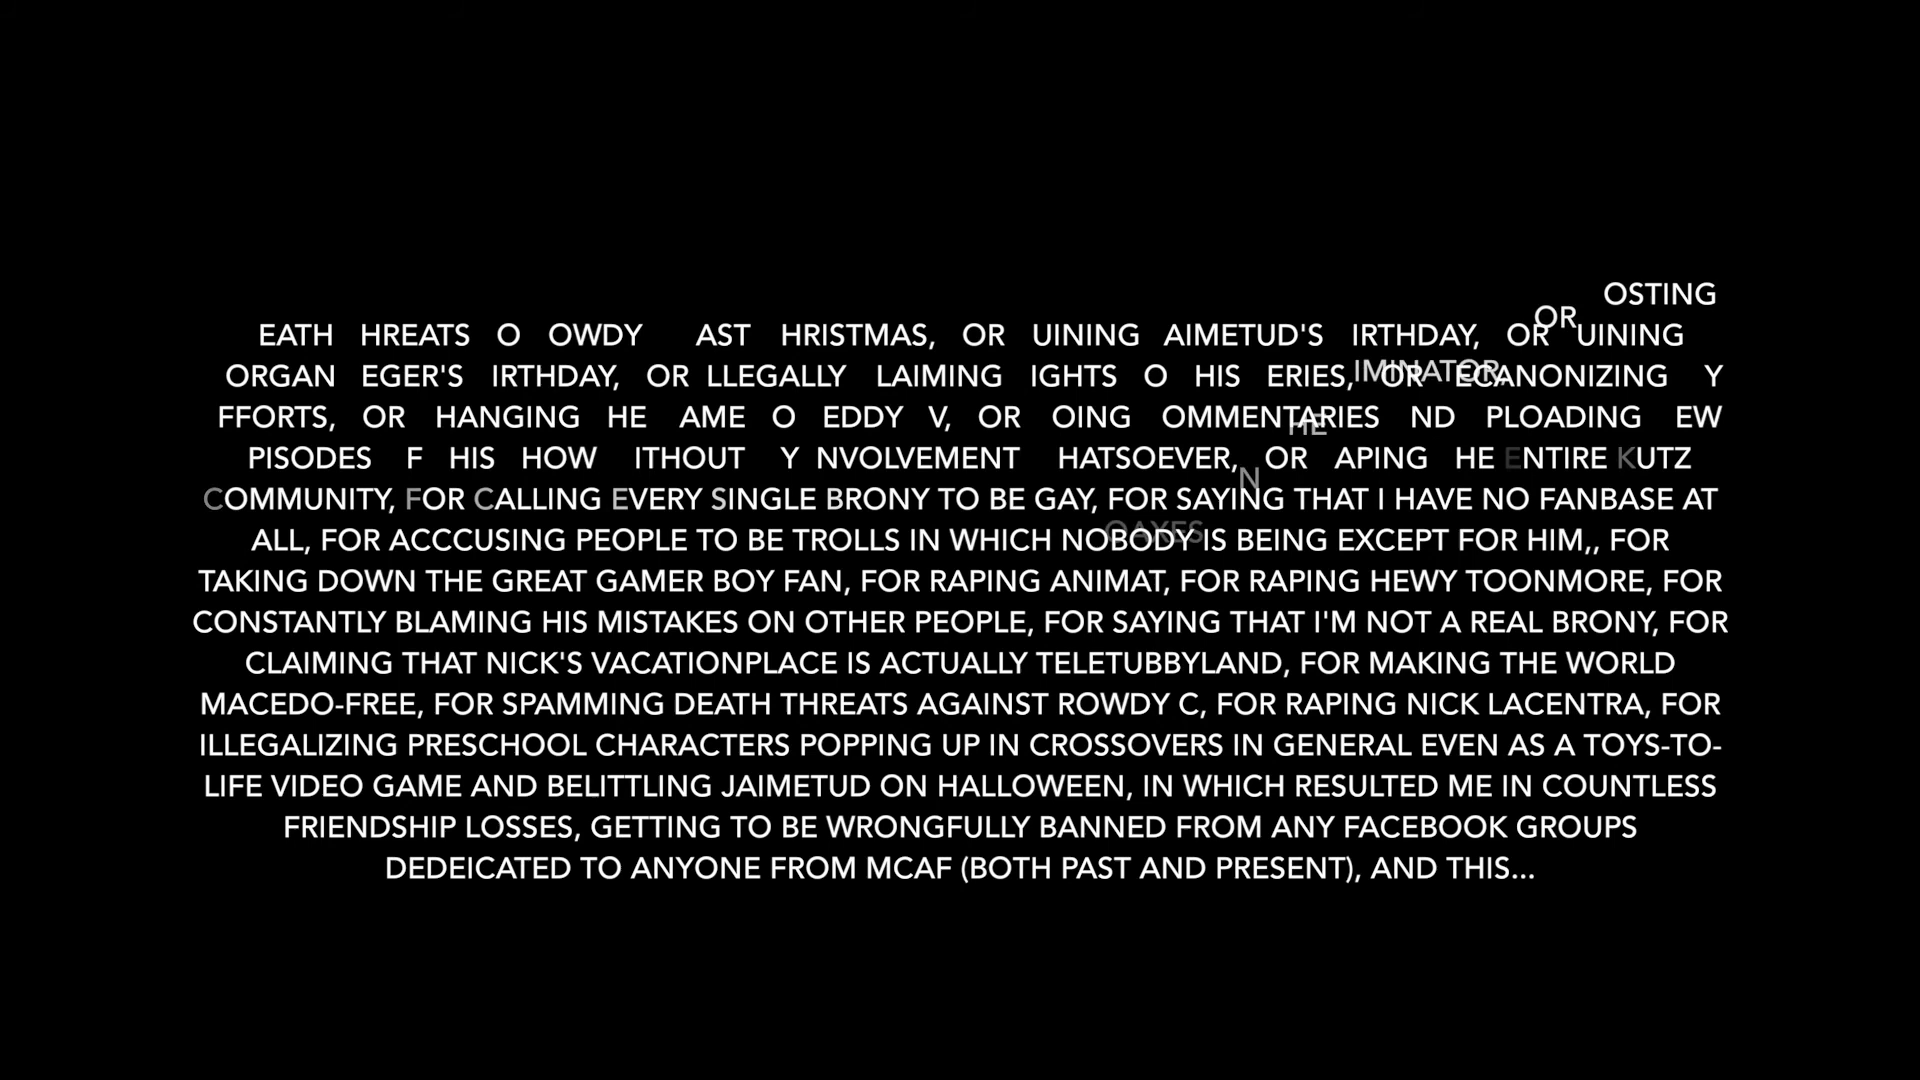 OSTING
OR
EATH HREATS O OWDY AST HRISTMAS, OR UINING AIMETUD'S IRTHDAY, OR UINING
IMINATOR,
ORGAN EGER'S IRTHDAY, OR LLEGALLY LAIMING IGHTS O HIS ERIES, OR ECANONIZING Y
FFORTS, OR HANGING HE AME O EDDY V, OR OING OMMENTARIES ND PLOADING EW
HE
PISODES F HIS HOW ITHOUT Y NVOLVEMENT HATSOEVER, OR APING HE ENTIRE KUTZ
N
COMMUNITY, FOR CALLING EVERY SINGLE BRONY TO BE GAY, FOR SAYING THAT I HAVE NO FANBASE AT
OAXES
ALL, FOR ACCCUSING PEOPLE TO BE TROLLS IN WHICH NOBODY IS BEING EXCEPT FOR HIM,, FOR
TAKING DOWN THE GREAT GAMER BOY FAN, FOR RAPING ANIMAT, FOR RAPING HEWY TOONMORE, FOR
CONSTANTLY BLAMING HIS MISTAKES ON OTHER PEOPLE, FOR SAYING THAT I'M NOT A REAL BRONY, FOR
CLAIMING THAT NICK'S VACATIONPLACE IS ACTUALLY TELETUBBYLAND, FOR MAKING THE WORLD
MACEDO-FREE, FOR SPAMMING DEATH THREATS AGAINST ROWDY C, FOR RAPING NICK LACENTRA, FOR
ILLEGALIZING PRESCHOOL CHARACTERS POPPING UP IN CROSSOVERS IN GENERAL EVEN AS A TOYS-TO-
LIFE VIDEO GAME AND BELITTLING JAIMETUD ON HALLOWEEN, IN WHICH RESULTED ME IN COUNTLESS
FRIENDSHIP LOSSES, GETTING TO BE WRONGFULLY BANNED FROM ANY FACEBOOK GROUPS
DEDEICATED TO ANYONE FROM MCAF (BOTH PAST AND PRESENT), AND THIS...